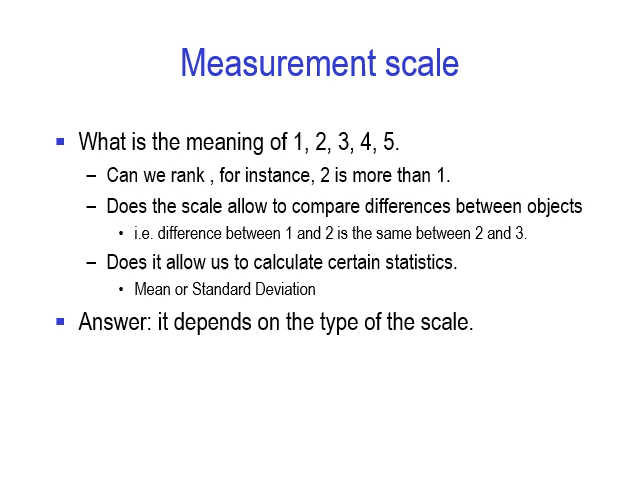 Measurement scale
▪ What is the meaning of 1, 2, 3, 4, 5.
– Can we rank , for instance, 2 is more than 1.
– Does the scale allow to compare differences between objects
• i.e. difference between 1 and 2 is the same between 2 and 3.
– Does it allow us to calculate certain statistics.
• Mean or Standard Deviation
▪ Answer: it depends on the type of the scale.